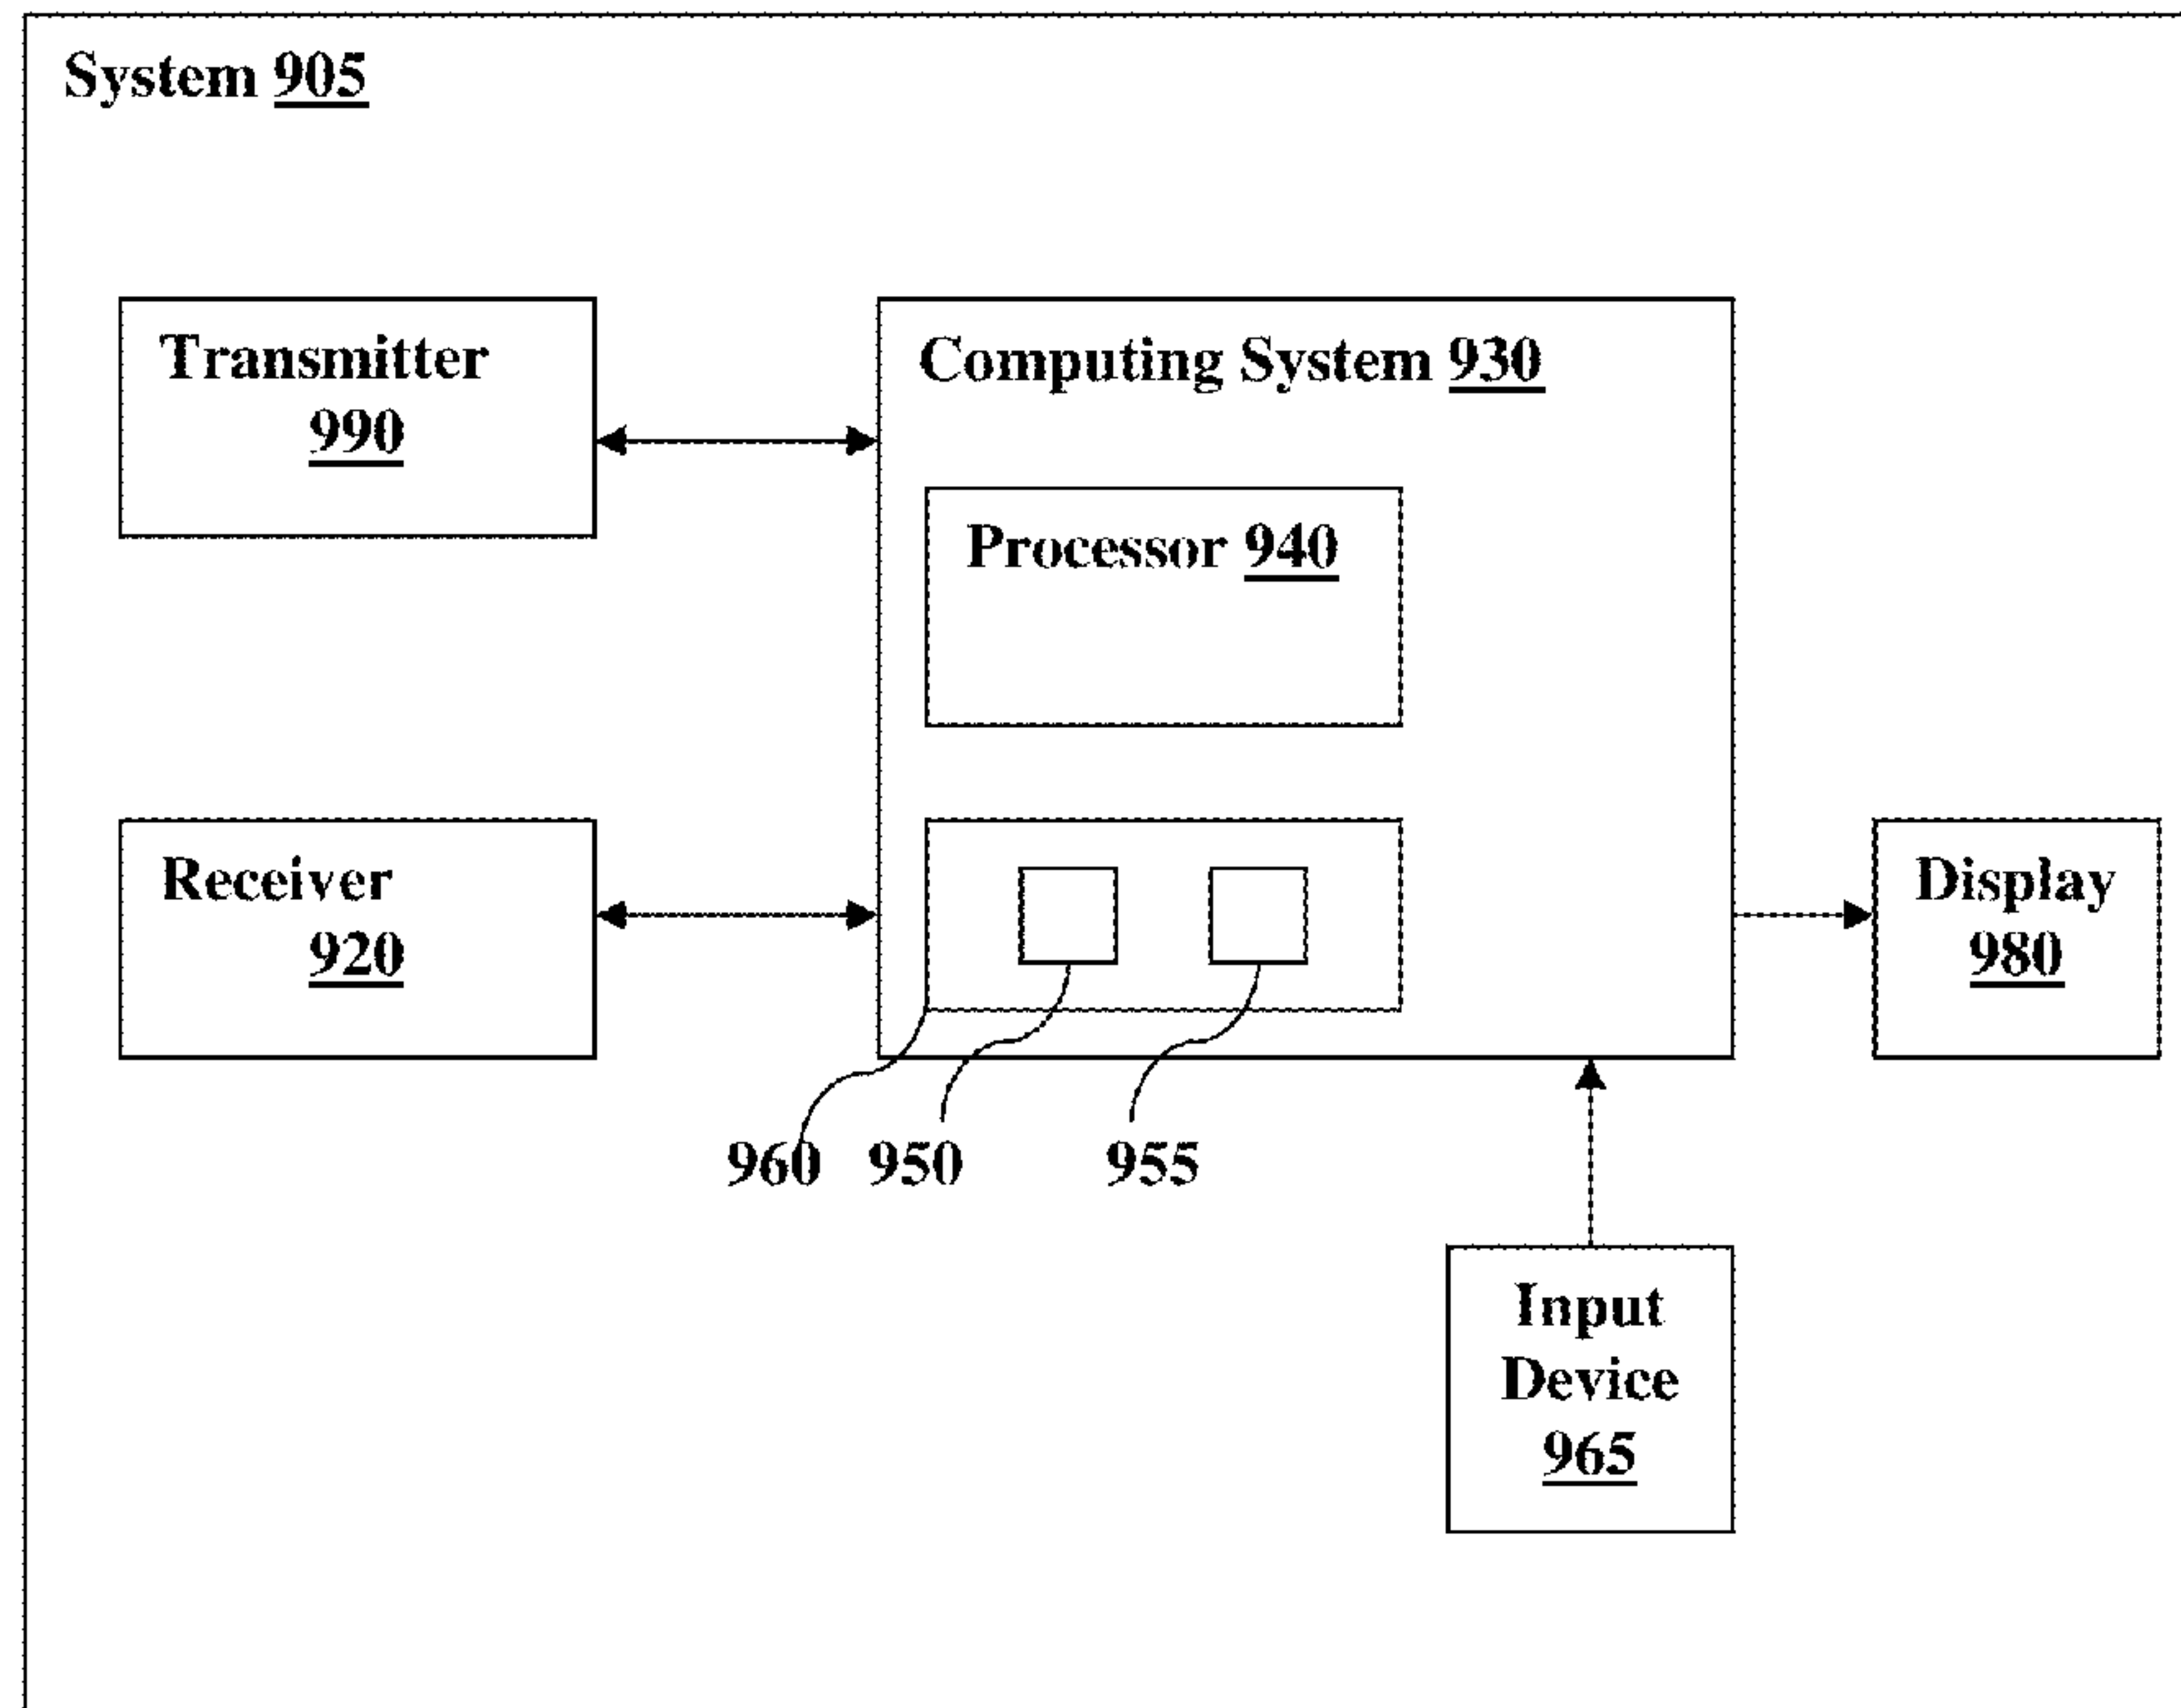 System 905
Transmitter
990
Computing System 930
Processor 940
Receiver
920
Display
980
960 950 955
Input
Device
965